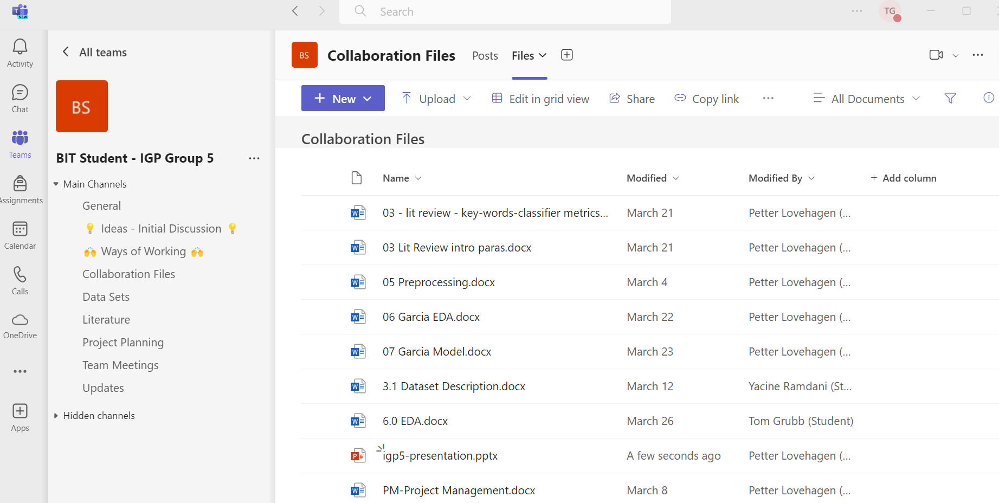 T
NEW
Search
TG
Activity
Chat
Teams
Assignments
Calendar
Calls
OneDrive
Apps
All teams
BS
BIT Student - IGP Group 5
Main Channels
General
💡 Ideas - Initial Discussion 💡
🙌 Ways of Working 🙌
Collaboration Files
Data Sets
Literature
Project Planning
Team Meetings
Updates
Hidden channels
BS Collaboration Files Posts Files
New Upload Edit in grid view Share Copy link ... All Documents
Collaboration Files
Name Modified Modified By + Add column
03 - lit review - key-words-classifier metrics... March 21 Petter Lovehagen (...
03 Lit Review intro paras.docx March 21 Petter Lovehagen (...
05 Preprocessing.docx March 4 Petter Lovehagen (...
06 Garcia EDA.docx March 22 Petter Lovehagen (...
07 Garcia Model.docx March 23 Petter Lovehagen (...
3.1 Dataset Description.docx March 12 Yacine Ramdani (St...
6.0 EDA.docx March 26 Tom Grubb (Student)
igp5-presentation.pptx A few seconds ago Petter Lovehagen (...
PM-Project Management.docx March 8 Petter Lovehagen (...